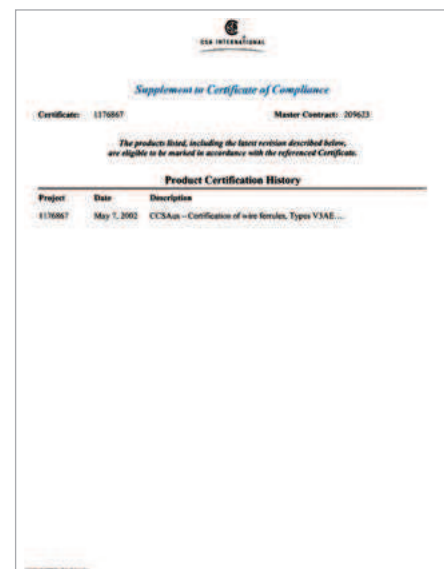 CSA INTERNATIONAL
Supplement to Certificate of Compliance
Certificate: 1176867 Master Contract: 209623
The products listed, including the latest revision described below,
are eligible to be marked in accordance with the referenced Certificate.
Product Certification History
Project Date Description
1176867 May 7, 2002 CCSAus – Certification of wire ferrules, Types V3AE....